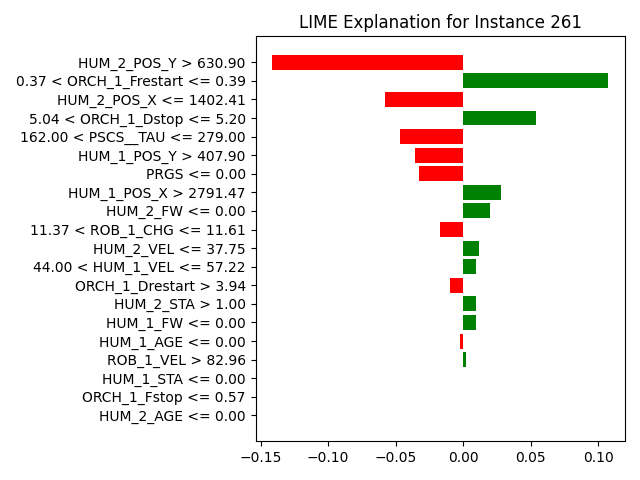 LIME Explanation for Instance 261
HUM_2_POS_Y > 630.90
0.37 < ORCH_1_Frestart <= 0.39
HUM_2_POS_X <= 1402.41
5.04 < ORCH_1_Dstop <= 5.20
162.00 < PSCS__TAU <= 279.00
HUM_1_POS_Y > 407.90
PRGS <= 0.00
HUM_1_POS_X > 2791.47
HUM_2_FW <= 0.00
11.37 < ROB_1_CHG <= 11.61
HUM_2_VEL <= 37.75
44.00 < HUM_1_VEL <= 57.22
ORCH_1_Drestart > 3.94
HUM_2_STA > 1.00
HUM_1_FW <= 0.00
HUM_1_AGE <= 0.00
ROB_1_VEL > 82.96
HUM_1_STA <= 0.00
ORCH_1_Fstop <= 0.57
HUM_2_AGE <= 0.00
−0.15 −0.10 −0.05 0.00 0.05 0.10